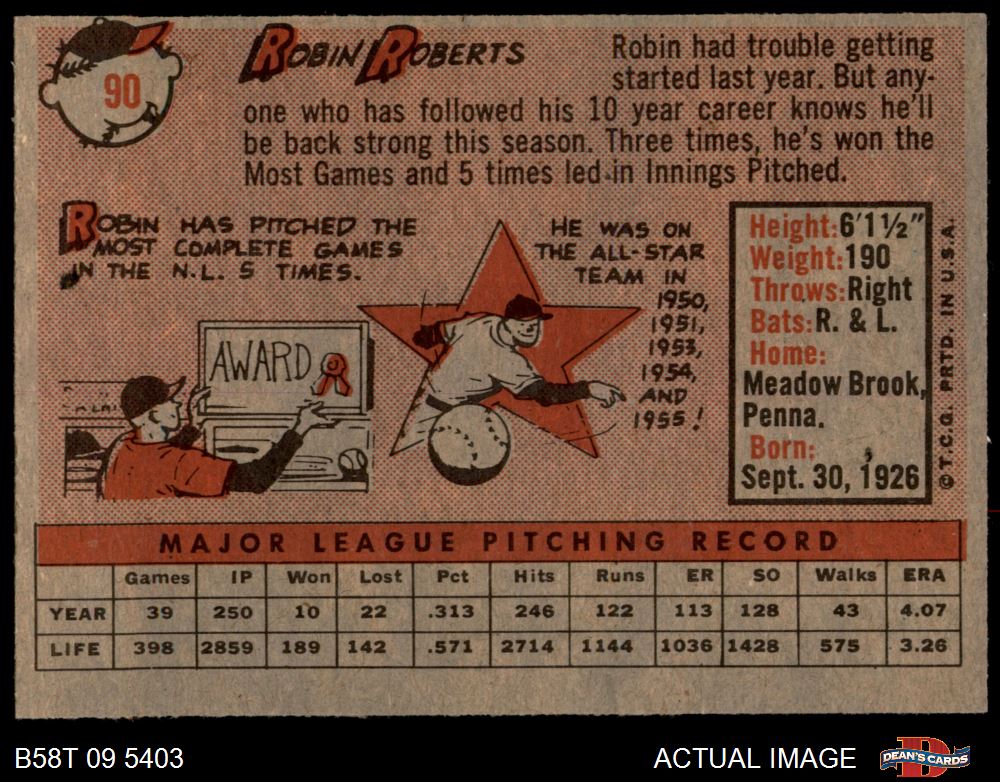 90
ROBIN ROBERTS
Robin had trouble getting
started last year. But any-
one who has followed his 10 year career knows he'll
be back strong this season. Three times, he's won the
Most Games and 5 times led in Innings Pitched.
ROBIN HAS PITCHED THE
MOST COMPLETE GAMES
IN THE N.L. 5 TIMES.
AWARD
HE WAS ON
THE ALL-STAR
TEAM IN
1950,
1951,
1953,
1954,
AND
1955!
Height: 6'1½"
Weight: 190
Throws: Right
Bats: R. & L.
Home:
Meadow Brook,
Penna.
Born:
Sept. 30, 1926
© T.C.G. PRTD. IN U.S.A.
MAJOR LEAGUE PITCHING RECORD
Games IP Won Lost Pct Hits Runs ER SO Walks ERA
YEAR 39 250 10 22 .313 246 122 113 128 43 4.07
LIFE 398 2859 189 142 .571 2714 1144 1036 1428 575 3.26
B58T 09 5403
ACTUAL IMAGE
DEAN'S CARDS